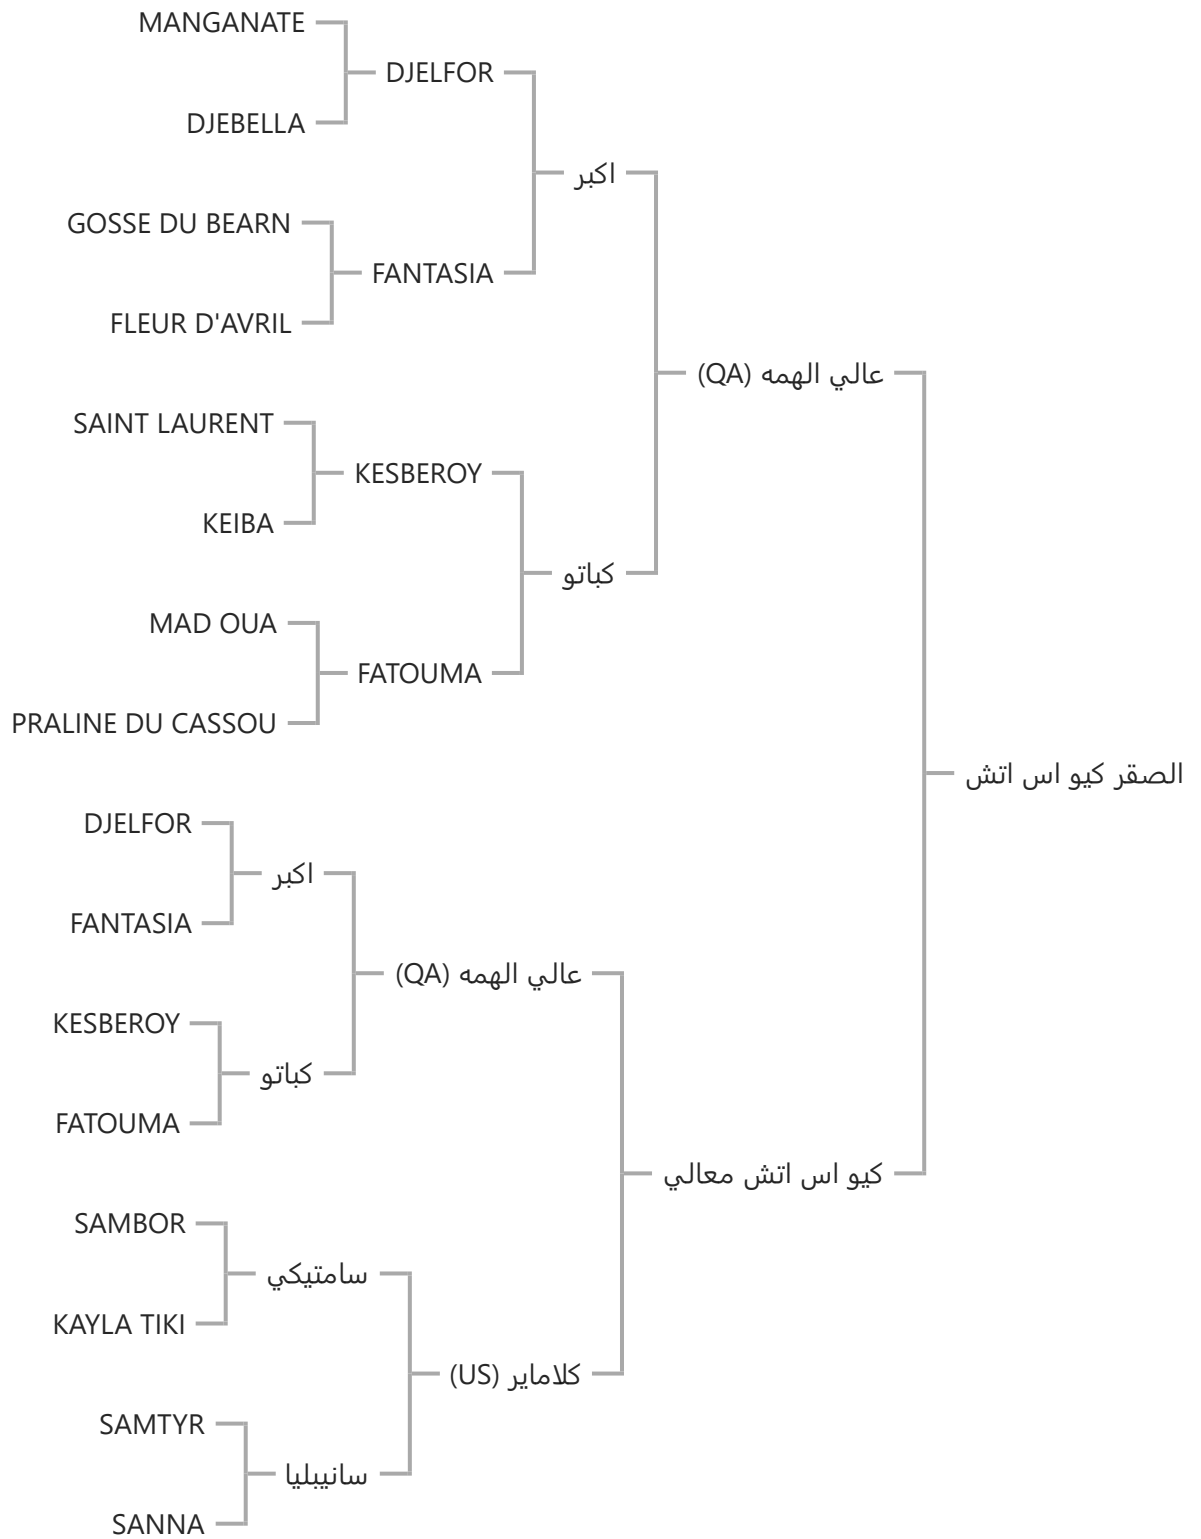 MANGANATE
DJELFOR
DJEBELLA
اكبر
GOSSE DU BEARN
FANTASIA
FLEUR D'AVRIL
عالي الهمه (QA)
SAINT LAURENT
KESBEROY
KEIBA
كباتو
MAD OUA
FATOUMA
PRALINE DU CASSOU
الصقر كيو اس اتش
DJELFOR
اكبر
FANTASIA
عالي الهمه (QA)
KESBEROY
كباتو
FATOUMA
كيو اس اتش معالي
SAMBOR
سامتيكي
KAYLA TIKI
كلاماير (US)
SAMTYR
سانيبليا
SANNA